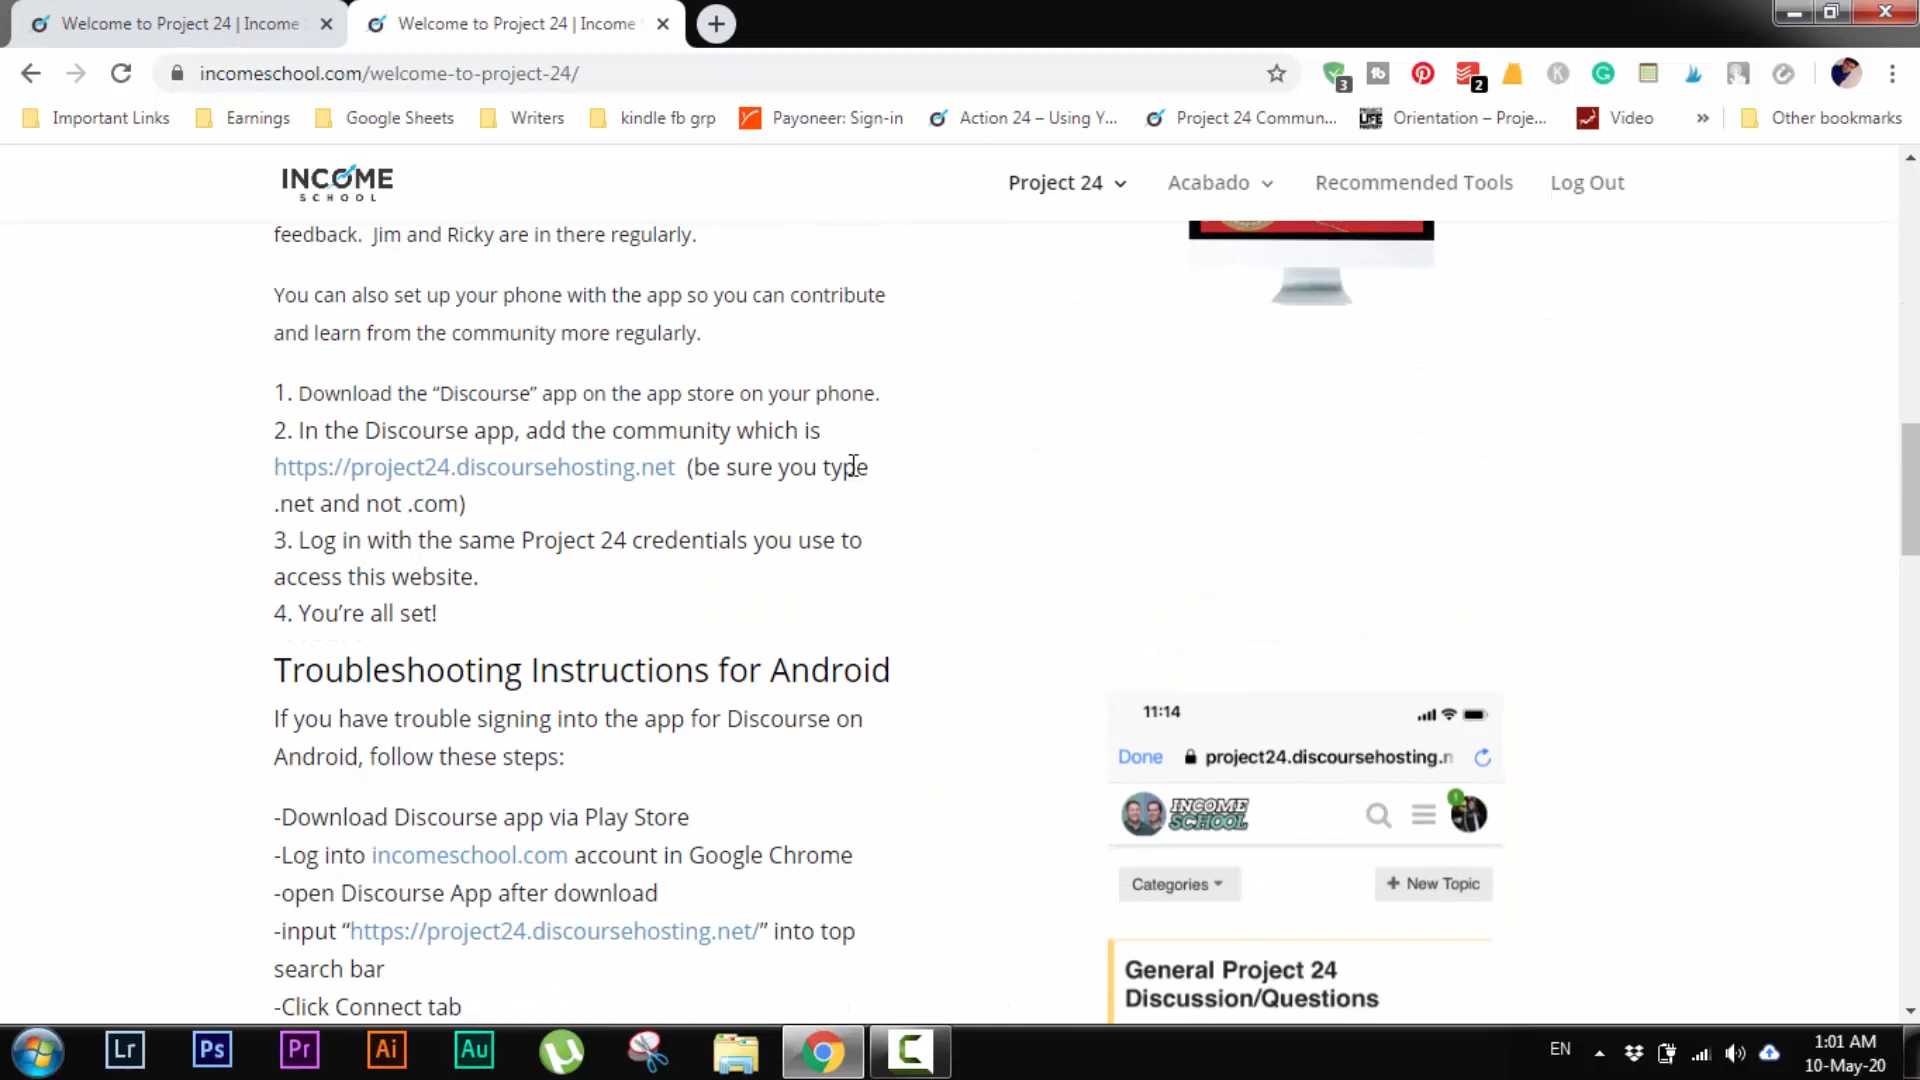 Welcome to Project 24 | Income
Welcome to Project 24 | Income
incomeschool.com/welcome-to-project-24/
3
2
Important Links
Earnings
Google Sheets
Writers
kindle fb grp
Payoneer: Sign-in
Action 24 – Using Y...
Project 24 Commun...
Orientation – Proje...
Video
Other bookmarks
INCOME
SCHOOL
Project 24
Acabado
Recommended Tools
Log Out
feedback. Jim and Ricky are in there regularly.
You can also set up your phone with the app so you can contribute
and learn from the community more regularly.
1. Download the “Discourse” app on the app store on your phone.
2. In the Discourse app, add the community which is
https://project24.discoursehosting.net (be sure you type
.net and not .com)
3. Log in with the same Project 24 credentials you use to
access this website.
4. You’re all set!
Troubleshooting Instructions for Android
If you have trouble signing into the app for Discourse on
Android, follow these steps:
-Download Discourse app via Play Store
-Log into incomeschool.com account in Google Chrome
-open Discourse App after download
-input “https://project24.discoursehosting.net/” into top
search bar
-Click Connect tab
11:14
Done
project24.discoursehosting.n
INCOME
SCHOOL
1
Categories
+ New Topic
General Project 24
Discussion/Questions
Lr
Ps
Pr
Ai
Au
EN
1:01 AM
10-May-20